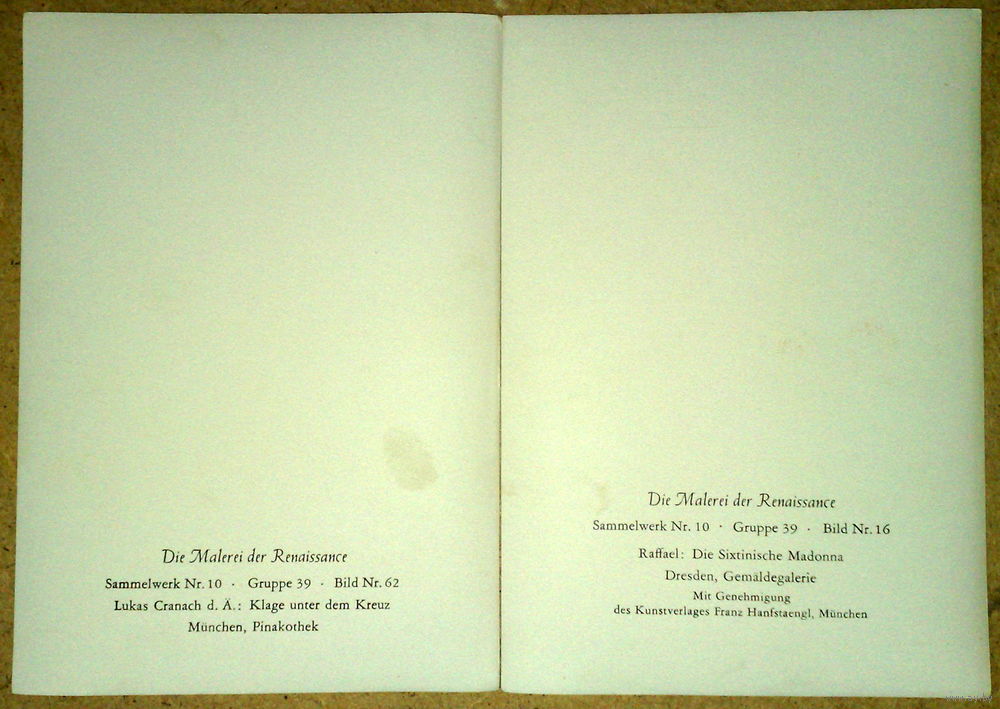 Die Malerei der Renaissance
Sammelwerk Nr. 10 · Gruppe 39 · Bild Nr. 62
Lukas Cranach d. Ä.: Klage unter dem Kreuz
München, Pinakothek
Die Malerei der Renaissance
Sammelwerk Nr. 10 · Gruppe 39 · Bild Nr. 16
Raffael: Die Sixtinische Madonna
Dresden, Gemäldegalerie
Mit Genehmigung
des Kunstverlages Franz Hanfstaengl, München